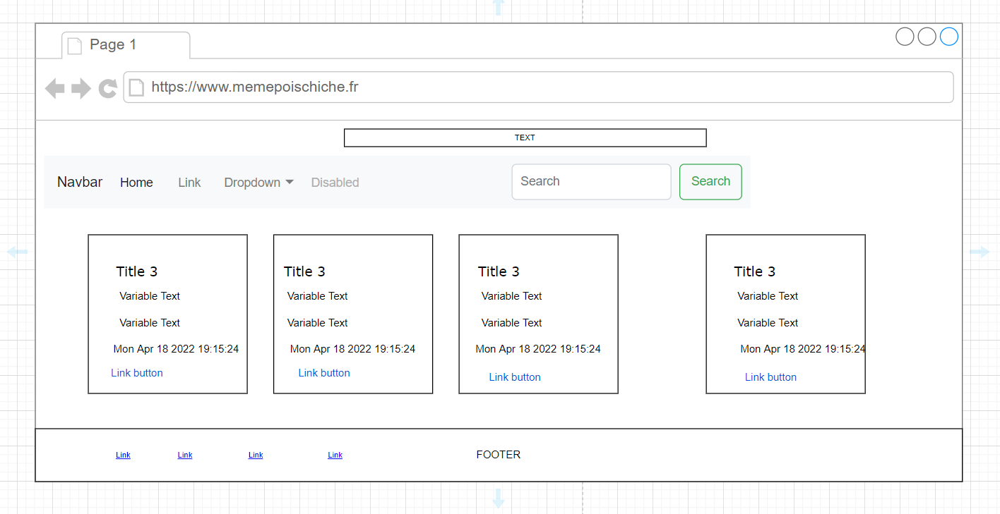 Page 1
https://www.memepoischiche.fr
TEXT
Navbar Home Link Dropdown Disabled Search Search
Title 3 Title 3 Title 3 Title 3
Variable Text Variable Text Variable Text Variable Text
Variable Text Variable Text Variable Text Variable Text
Mon Apr 18 2022 19:15:24 Mon Apr 18 2022 19:15:24 Mon Apr 18 2022 19:15:24 Mon Apr 18 2022 19:15:24
Link button Link button Link button Link button
Link Link Link Link FOOTER